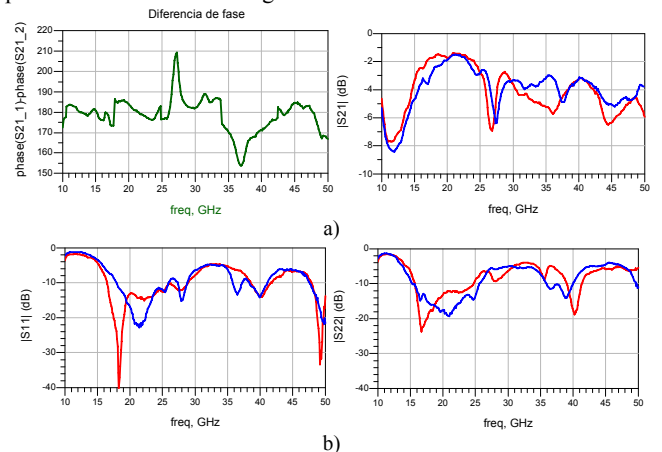 Diferencia de fase
phase(S21_1)-phase(S21_2)
220
210
200
190
180
170
160
150
10 15 20 25 30 35 40 45 50
freq, GHz
|S21| (dB)
0
-2
-4
-6
-8
-10
10 15 20 25 30 35 40 45 50
freq, GHz
a)
|S11| (dB)
0
-10
-20
-30
-40
10 15 20 25 30 35 40 45 50
freq, GHz
|S22| (dB)
0
-10
-20
-30
-40
10 15 20 25 30 35 40 45 50
freq, GHz
b)